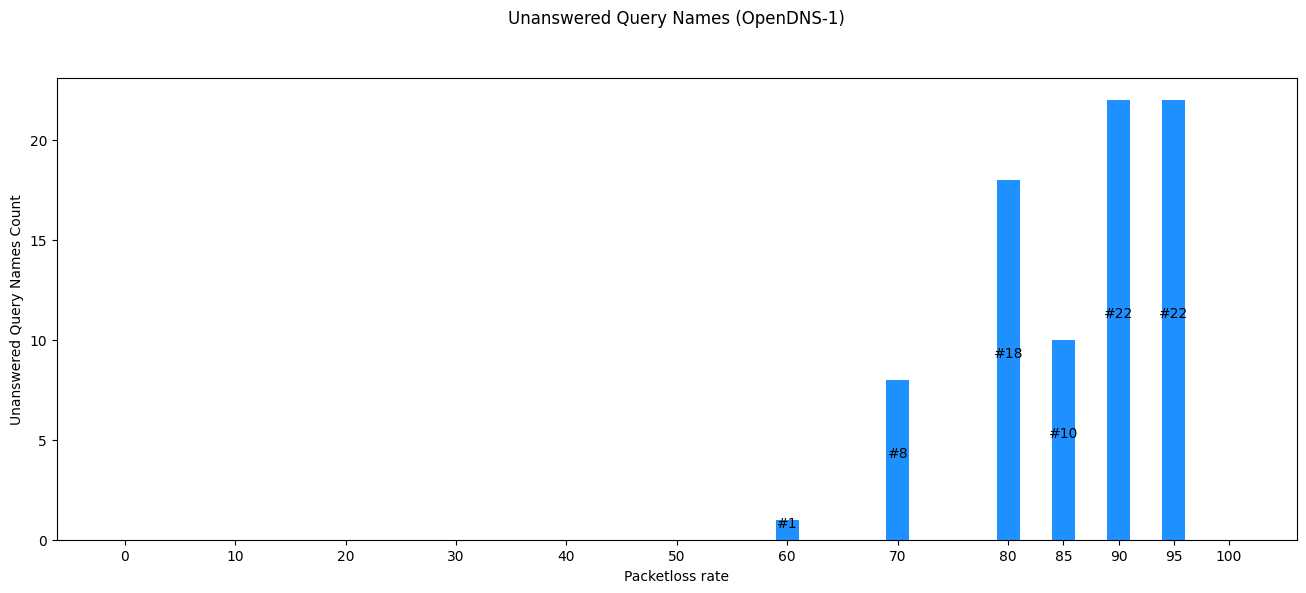 Unanswered Query Names (OpenDNS-1)
Unanswered Query Names Count
20
15
10
5
0
#1
#8
#18
#10
#22
#22
0 10 20 30 40 50 60 70 80 85 90 95 100
Packetloss rate